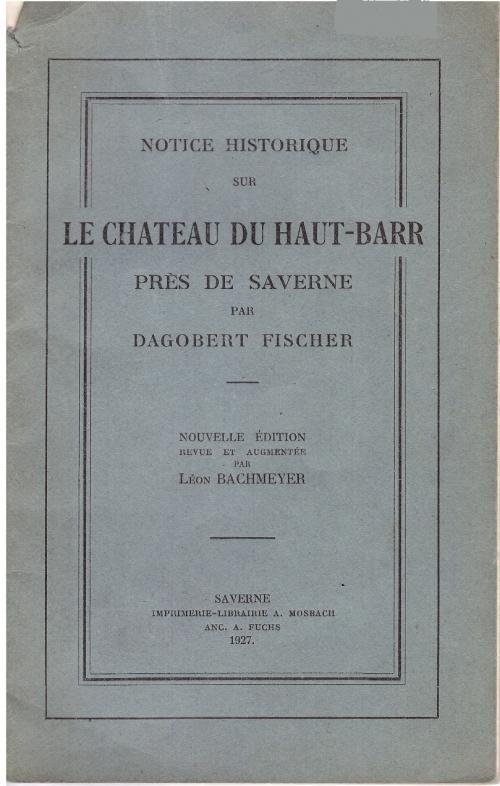 NOTICE HISTORIQUE
SUR
LE CHATEAU DU HAUT-BARR
PRÈS DE SAVERNE
PAR
DAGOBERT FISCHER
NOUVELLE ÉDITION
REVUE ET AUGMENTÉE
PAR
LÉON BACHMEYER
SAVERNE
IMPRIMERIE-LIBRAIRIE A. MOSBACH
ANC. A. FUCHS
1927.